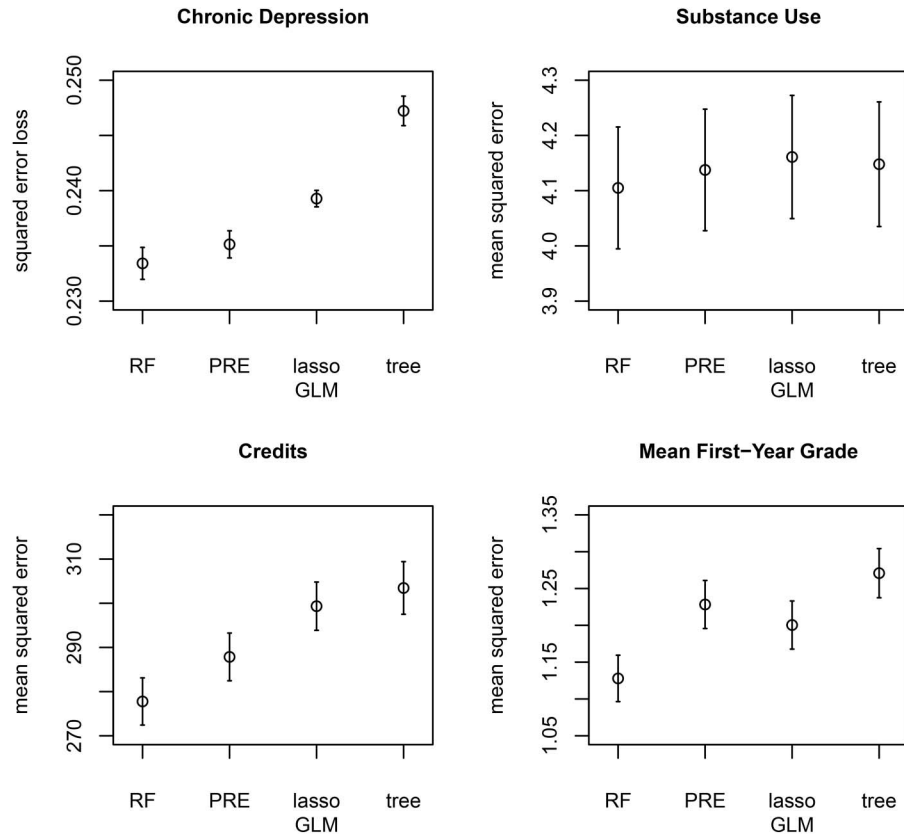 Chronic Depression
squared error loss
0.250
0.240
0.230
RF PRE lasso GLM tree
Substance Use
mean squared error
4.3
4.2
4.1
4.0
3.9
RF PRE lasso GLM tree
Credits
mean squared error
310
290
270
RF PRE lasso GLM tree
Mean First−Year Grade
mean squared error
1.35
1.25
1.15
1.05
RF PRE lasso GLM tree